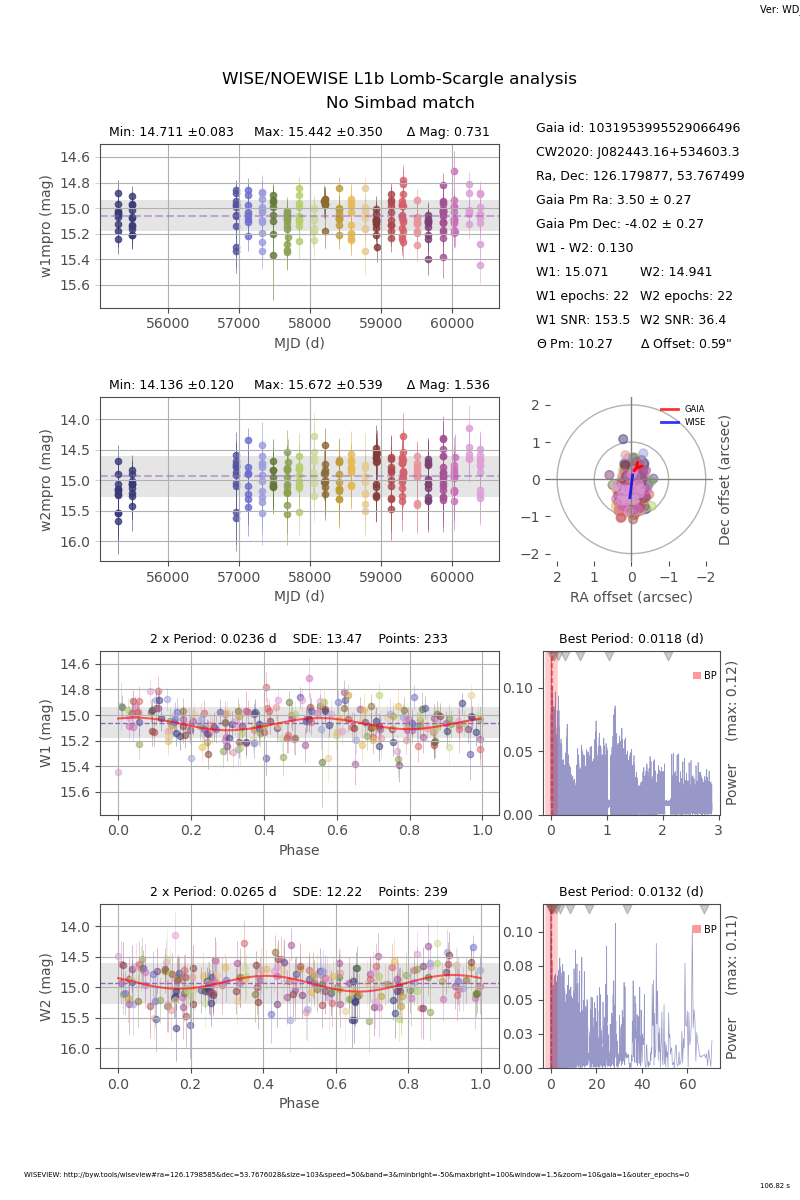 Ver: WD
WISE/NOEWISE L1b Lomb-Scargle analysis
No Simbad match
Min: 14.711 ±0.083 Max: 15.442 ±0.350 Δ Mag: 0.731
14.6
14.8
15.0
15.2
15.4
15.6
w1mpro (mag)
56000 57000 58000 59000 60000
MJD (d)
Gaia id: 1031953995529066496
CW2020: J082443.16+534603.3
Ra, Dec: 126.179877, 53.767499
Gaia Pm Ra: 3.50 ± 0.27
Gaia Pm Dec: -4.02 ± 0.27
W1 - W2: 0.130
W1: 15.071 W2: 14.941
W1 epochs: 22 W2 epochs: 22
W1 SNR: 153.5 W2 SNR: 36.4
Θ Pm: 10.27 Δ Offset: 0.59"
Min: 14.136 ±0.120 Max: 15.672 ±0.539 Δ Mag: 1.536
14.0
14.5
15.0
15.5
16.0
w2mpro (mag)
56000 57000 58000 59000 60000
MJD (d)
GAIA
WISE
2
1
0
−1
−2
Dec offset (arcsec)
2 1 0 −1 −2
RA offset (arcsec)
2 x Period: 0.0236 d SDE: 13.47 Points: 233
14.6
14.8
15.0
15.2
15.4
15.6
W1 (mag)
0.0 0.2 0.4 0.6 0.8 1.0
Phase
Best Period: 0.0118 (d)
BP
0.10
0.05
0.00
Power (max: 0.12)
0 1 2 3
2 x Period: 0.0265 d SDE: 12.22 Points: 239
14.0
14.5
15.0
15.5
16.0
W2 (mag)
0.0 0.2 0.4 0.6 0.8 1.0
Phase
Best Period: 0.0132 (d)
BP
0.10
0.08
0.05
0.03
0.00
Power (max: 0.11)
0 20 40 60
WISEVIEW: http://byw.tools/wiseview#ra=126.1798585&dec=53.7676028&size=103&speed=50&band=3&minbright=-50&maxbright=100&window=1.5&zoom=10&gaia=1&outer_epochs=0
106.82 s